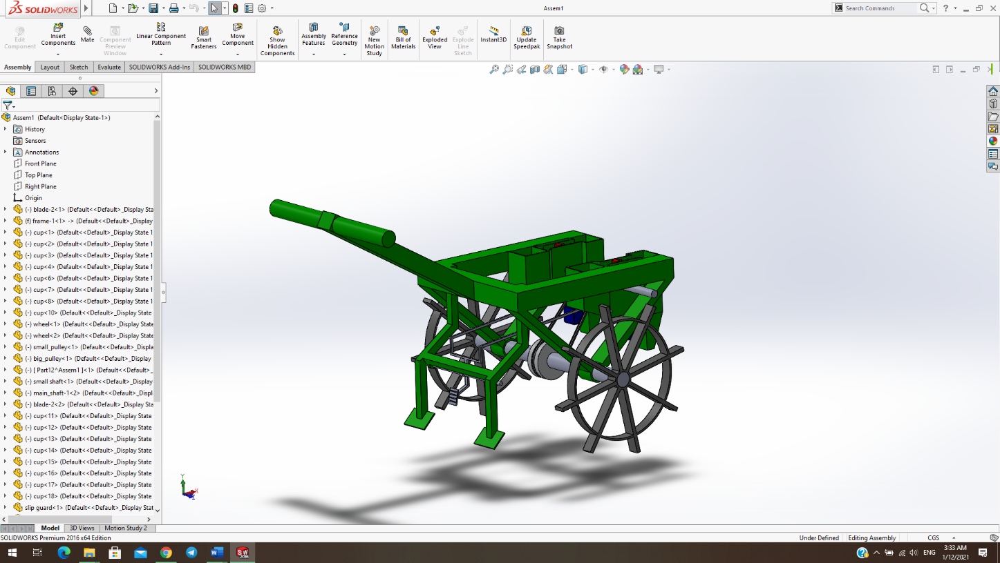 SOLIDWORKS
Assem1
Search Commands
Edit Component
Insert Components
Mate
Component Preview Window
Linear Component Pattern
Smart Fasteners
Move Component
Show Hidden Components
Assembly Features
Reference Geometry
New Motion Study
Bill of Materials
Exploded View
Explode Line Sketch
Instant3D
Update Speedpak
Take Snapshot
Assembly Layout Sketch Evaluate SOLIDWORKS Add-Ins SOLIDWORKS MBD
Assem1 (Default<Display State-1>)
History
Sensors
Annotations
Front Plane
Top Plane
Right Plane
Origin
(-) blade-2<1> (Default<<Default>_Display Sta
(f) frame-1<1> -> (Default<<Default>_Display
(-) cup<1> (Default<<Default>_Display State 1
(-) cup<2> (Default<<Default>_Display State 1
(-) cup<3> (Default<<Default>_Display State 1
(-) cup<4> (Default<<Default>_Display State 1
(-) cup<6> (Default<<Default>_Display State 1
(-) cup<7> (Default<<Default>_Display State 1
(-) cup<8> (Default<<Default>_Display State 1
(-) cup<10> (Default<<Default>_Display State
(-) wheel<1> (Default<<Default>_Display State
(-) wheel<2> (Default<<Default>_Display State
(-) small_pulley<1> (Default<<Default>_Displa
(-) big_pulley<1> (Default<<Default>_Display
(-) [ Part12^Assem1 ]<1> (Default<<Default>_
(-) small shaft<1> (Default<<Default>_Display
(-) main_shaft-1<2> (Default<<Default>_Displ
(-) blade-2<2> (Default<<Default>_Display Sta
(-) cup<11> (Default<<Default>_Display State
(-) cup<12> (Default<<Default>_Display State
(-) cup<13> (Default<<Default>_Display State
(-) cup<14> (Default<<Default>_Display State
(-) cup<15> (Default<<Default>_Display State
(-) cup<16> (Default<<Default>_Display State
(-) cup<17> (Default<<Default>_Display State
(-) cup<18> (Default<<Default>_Display State
slip guard<1> (Default<<Default>_Display Stat
Y
X
Z
Model 3D Views Motion Study 2
SOLIDWORKS Premium 2016 x64 Edition
Under Defined Editing Assembly CGS
ENG
3:33 AM
1/12/2021